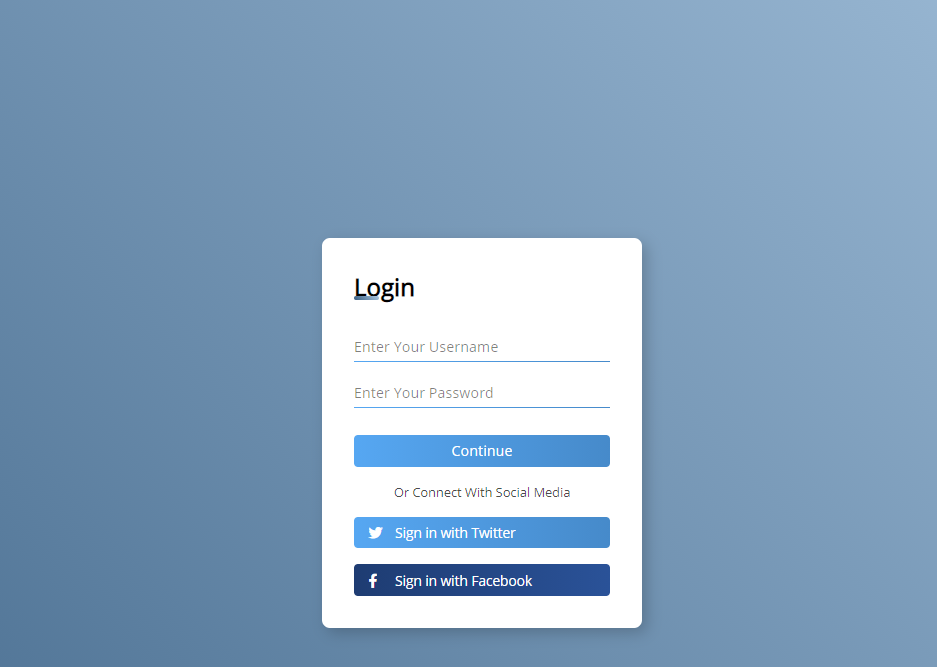 Login
Enter Your Username
Enter Your Password
Continue
Or Connect With Social Media
Sign in with Twitter
Sign in with Facebook